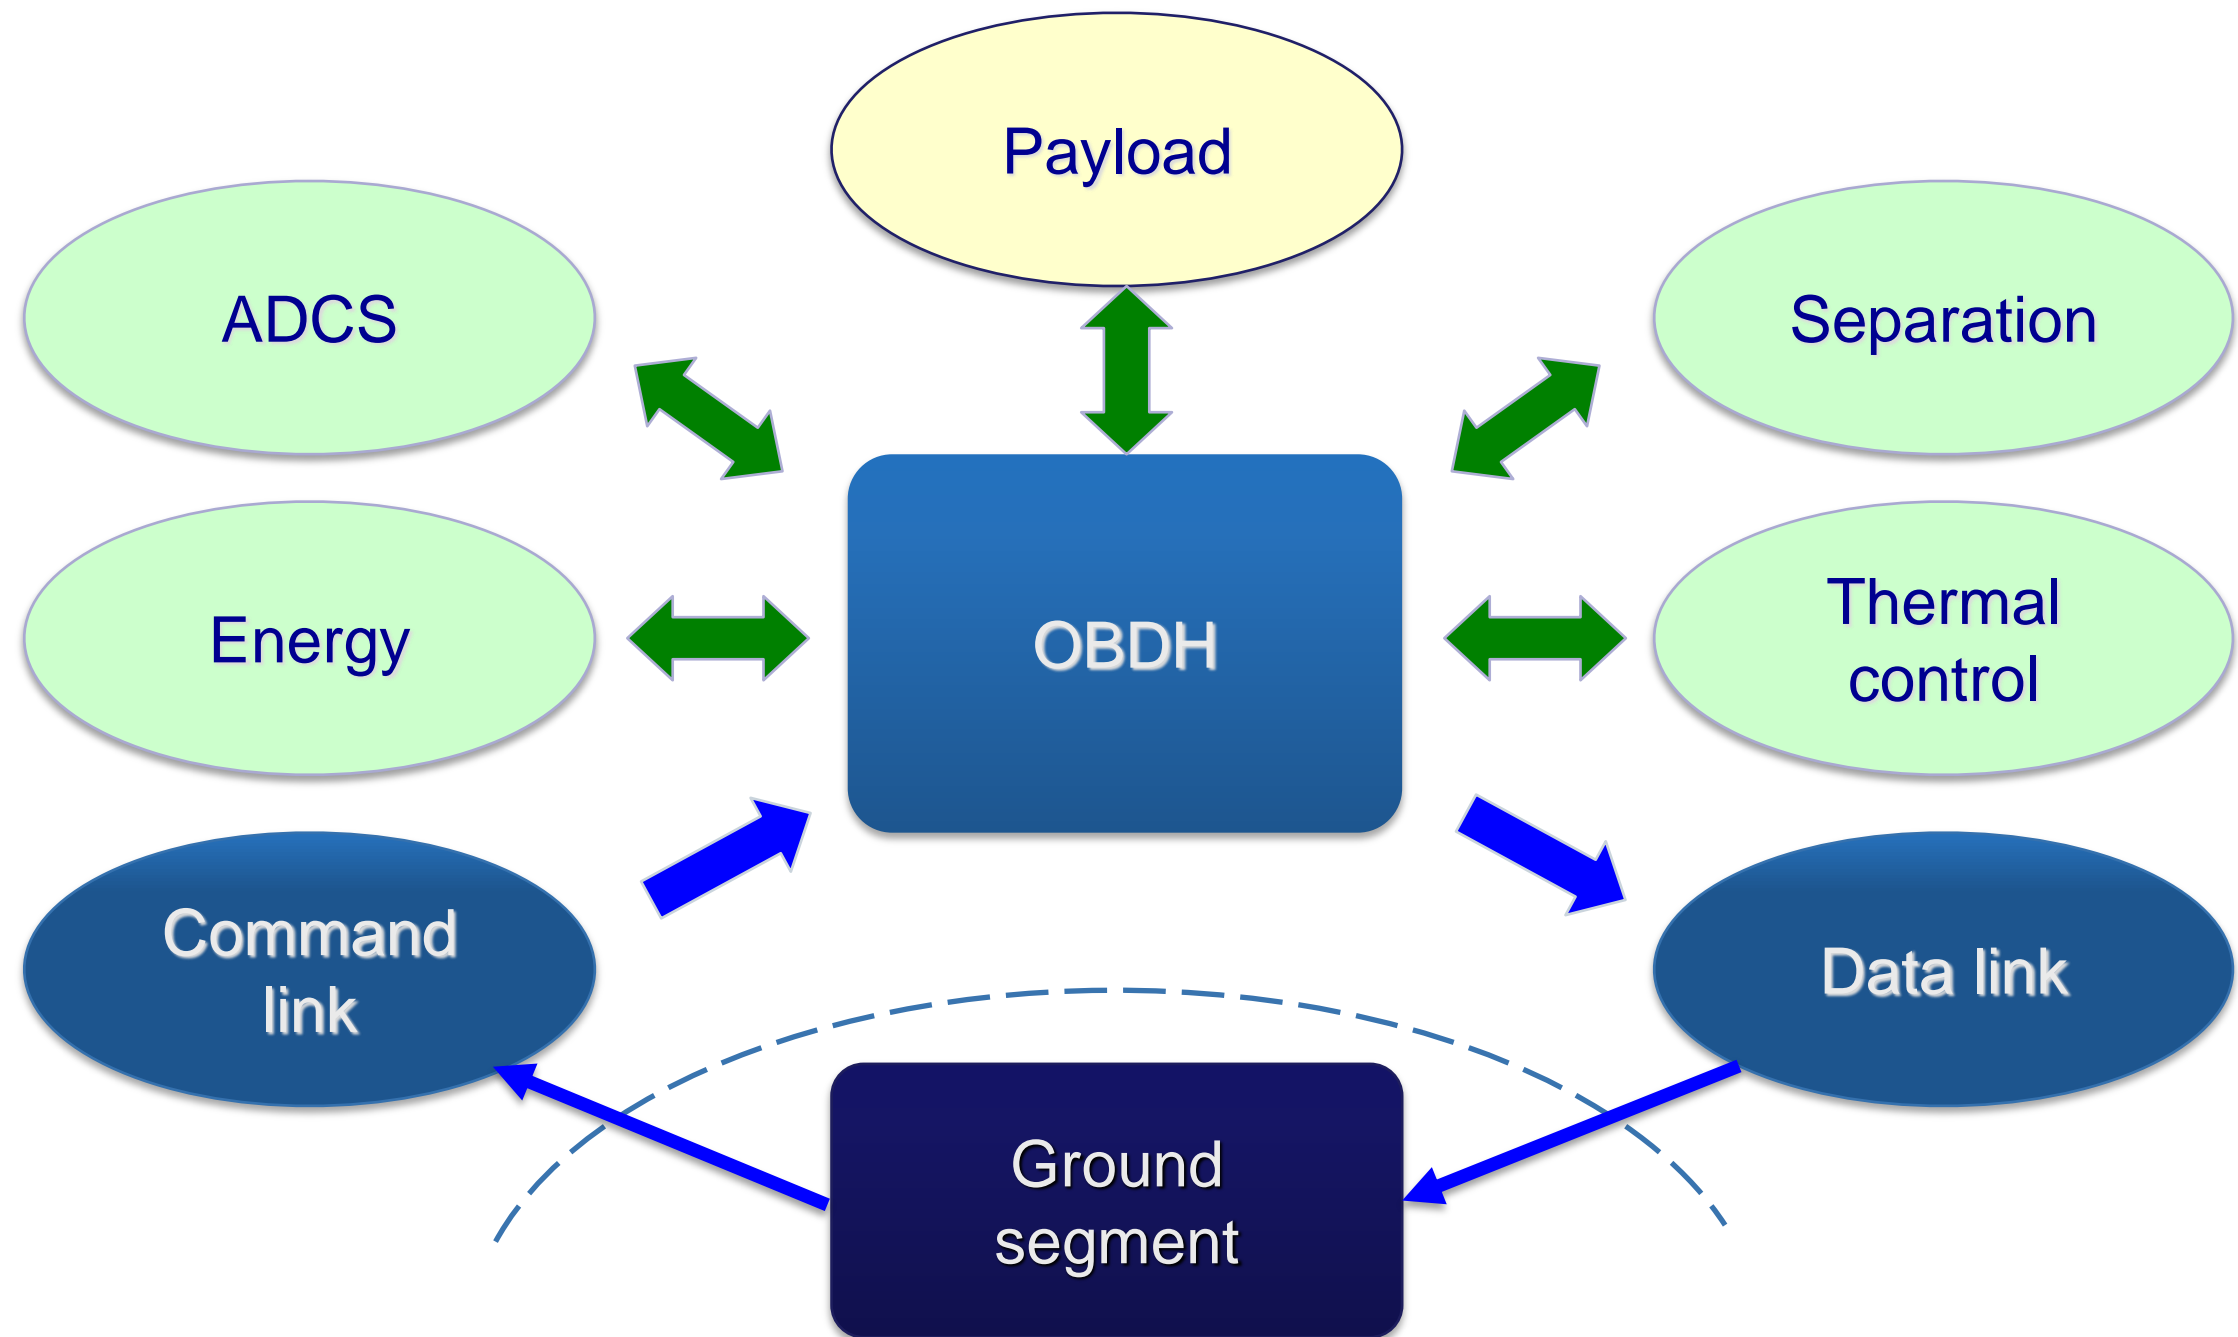 Payload
ADCS
Separation
Energy
OBDH
Thermal
control
Command
link
Data link
Ground
segment